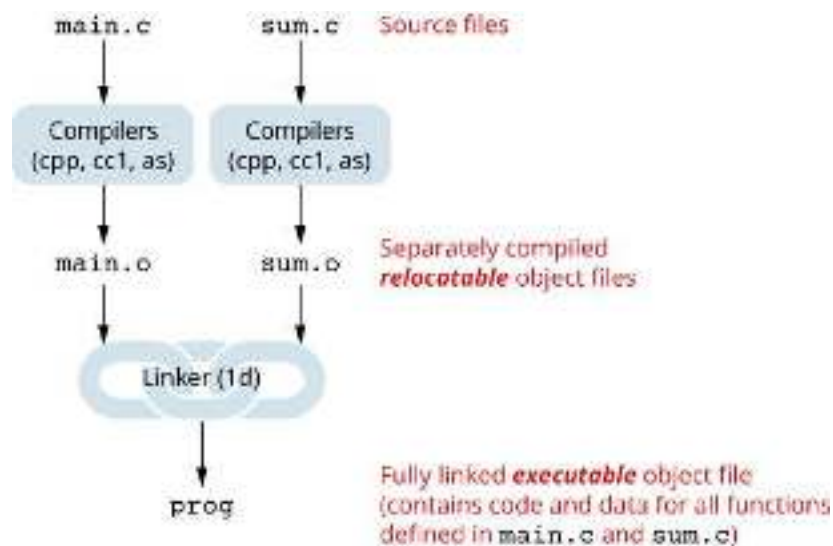 main.c sum.c Source files
Compilers Compilers
(cpp, cc1, as) (cpp, cc1, as)
Separately compiled
main.o sum.o
relocatable object files
Linker (1d)
Fully linked executable object file
prog
(contains code and data for all functions
defined in main.c and sum.c)